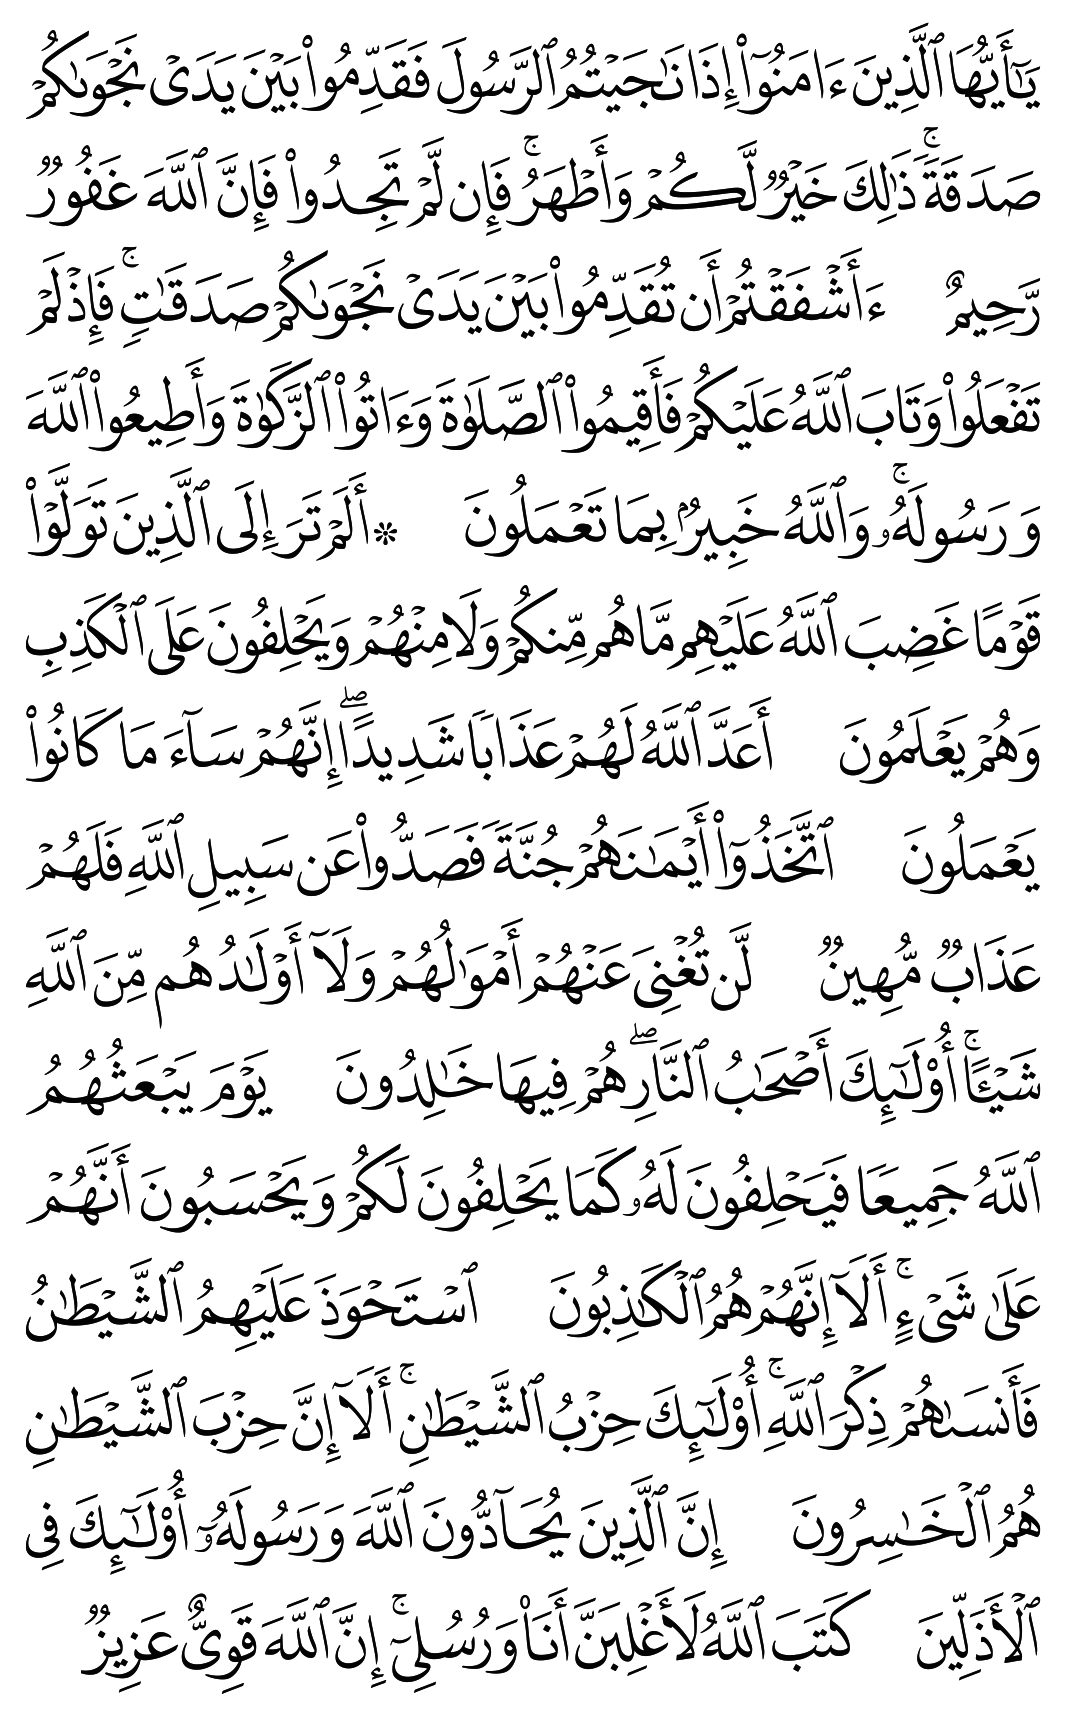 يَٰٓأَيُّهَا ٱلَّذِينَ ءَامَنُوٓا۟ إِذَا نَٰجَيْتُمُ ٱلرَّسُولَ فَقَدِّمُوا۟ بَيْنَ يَدَىْ نَجْوَىٰكُمْ
صَدَقَةً ۚ ذَٰلِكَ خَيْرٌ لَّكُمْ وَأَطْهَرُ ۚ فَإِن لَّمْ تَجِدُوا۟ فَإِنَّ ٱللَّهَ غَفُورٌ
رَّحِيمٌ ءَأَشْفَقْتُمْ أَن تُقَدِّمُوا۟ بَيْنَ يَدَىْ نَجْوَىٰكُمْ صَدَقَٰتٍ ۚ فَإِذْ لَمْ
تَفْعَلُوا۟ وَتَابَ ٱللَّهُ عَلَيْكُمْ فَأَقِيمُوا۟ ٱلصَّلَوٰةَ وَءَاتُوا۟ ٱلزَّكَوٰةَ وَأَطِيعُوا۟ ٱللَّهَ
وَرَسُولَهُۥ ۚ وَٱللَّهُ خَبِيرٌۢ بِمَا تَعْمَلُونَ * أَلَمْ تَرَ إِلَى ٱلَّذِينَ تَوَلَّوْا۟
قَوْمًا غَضِبَ ٱللَّهُ عَلَيْهِم مَّا هُم مِّنكُمْ وَلَا مِنْهُمْ وَيَحْلِفُونَ عَلَى ٱلْكَذِبِ
وَهُمْ يَعْلَمُونَ أَعَدَّ ٱللَّهُ لَهُمْ عَذَابًا شَدِيدًا ۖ إِنَّهُمْ سَآءَ مَا كَانُوا۟
يَعْمَلُونَ ٱتَّخَذُوٓا۟ أَيْمَٰنَهُمْ جُنَّةً فَصَدُّوا۟ عَن سَبِيلِ ٱللَّهِ فَلَهُمْ
عَذَابٌ مُّهِينٌ لَّن تُغْنِىَ عَنْهُمْ أَمْوَٰلُهُمْ وَلَآ أَوْلَٰدُهُم مِّنَ ٱللَّهِ
شَيْـًٔا ۚ أُو۟لَٰٓئِكَ أَصْحَٰبُ ٱلنَّارِ ۖ هُمْ فِيهَا خَٰلِدُونَ يَوْمَ يَبْعَثُهُمُ
ٱللَّهُ جَمِيعًا فَيَحْلِفُونَ لَهُۥ كَمَا يَحْلِفُونَ لَكُمْ وَيَحْسَبُونَ أَنَّهُمْ
عَلَىٰ شَىْءٍ ۚ أَلَآ إِنَّهُمْ هُمُ ٱلْكَٰذِبُونَ ٱسْتَحْوَذَ عَلَيْهِمُ ٱلشَّيْطَٰنُ
فَأَنسَىٰهُمْ ذِكْرَ ٱللَّهِ ۚ أُو۟لَٰٓئِكَ حِزْبُ ٱلشَّيْطَٰنِ ۚ أَلَآ إِنَّ حِزْبَ ٱلشَّيْطَٰنِ
هُمُ ٱلْخَٰسِرُونَ إِنَّ ٱلَّذِينَ يُحَآدُّونَ ٱللَّهَ وَرَسُولَهُۥٓ أُو۟لَٰٓئِكَ فِى
ٱلْأَذَلِّينَ كَتَبَ ٱللَّهُ لَأَغْلِبَنَّ أَنَا۠ وَرُسُلِىٓ ۚ إِنَّ ٱللَّهَ قَوِىٌّ عَزِيزٌ